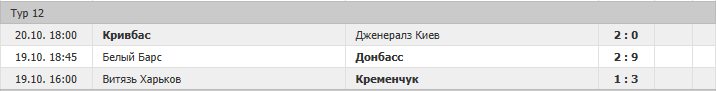 Тур 12
20.10. 18:00 Кривбас Дженералз Киев 2 : 0
19.10. 18:45 Белый Барс Донбасс 2 : 9
19.10. 16:00 Витязь Харьков Кременчук 1 : 3